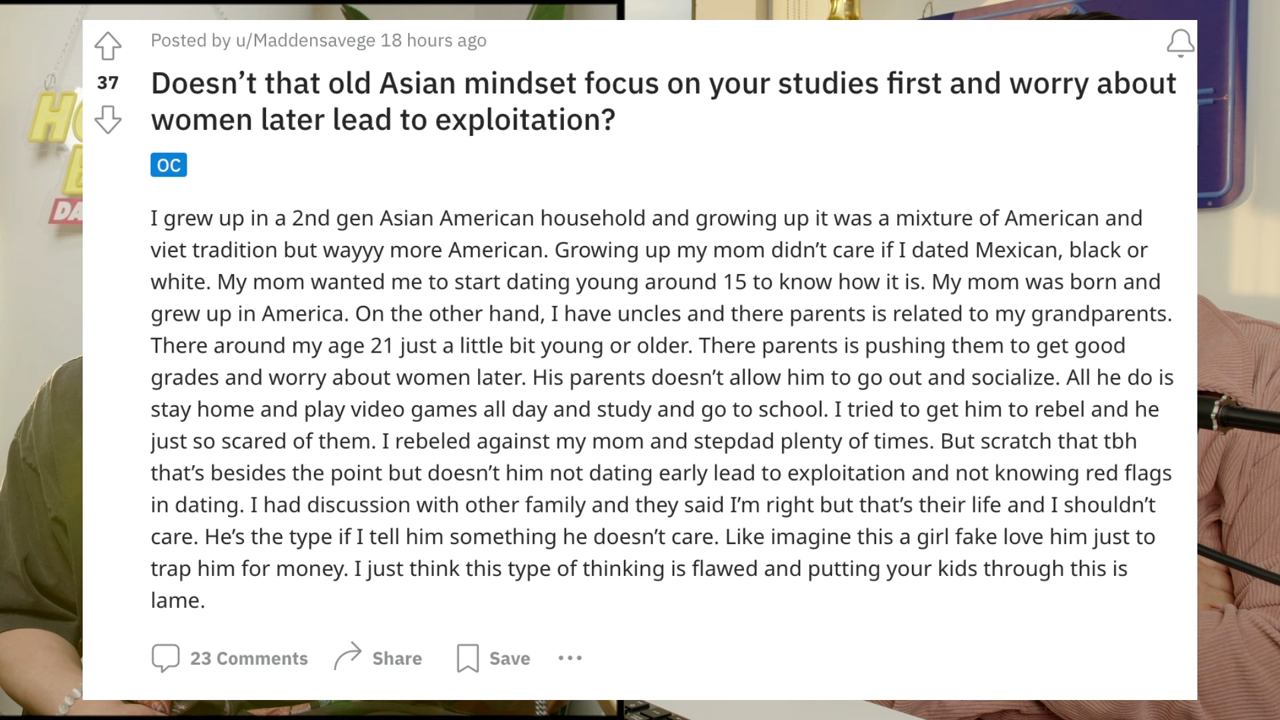 Posted by u/Maddensavege 18 hours ago
37
Doesn’t that old Asian mindset focus on your studies first and worry about
women later lead to exploitation?
OC
I grew up in a 2nd gen Asian American household and growing up it was a mixture of American and
viet tradition but wayyy more American. Growing up my mom didn’t care if I dated Mexican, black or
white. My mom wanted me to start dating young around 15 to know how it is. My mom was born and
grew up in America. On the other hand, I have uncles and there parents is related to my grandparents.
There around my age 21 just a little bit young or older. There parents is pushing them to get good
grades and worry about women later. His parents doesn’t allow him to go out and socialize. All he do is
stay home and play video games all day and study and go to school. I tried to get him to rebel and he
just so scared of them. I rebeled against my mom and stepdad plenty of times. But scratch that tbh
that’s besides the point but doesn’t him not dating early lead to exploitation and not knowing red flags
in dating. I had discussion with other family and they said I’m right but that’s their life and I shouldn’t
care. He’s the type if I tell him something he doesn’t care. Like imagine this a girl fake love him just to
trap him for money. I just think this type of thinking is flawed and putting your kids through this is
lame.
23 Comments Share Save